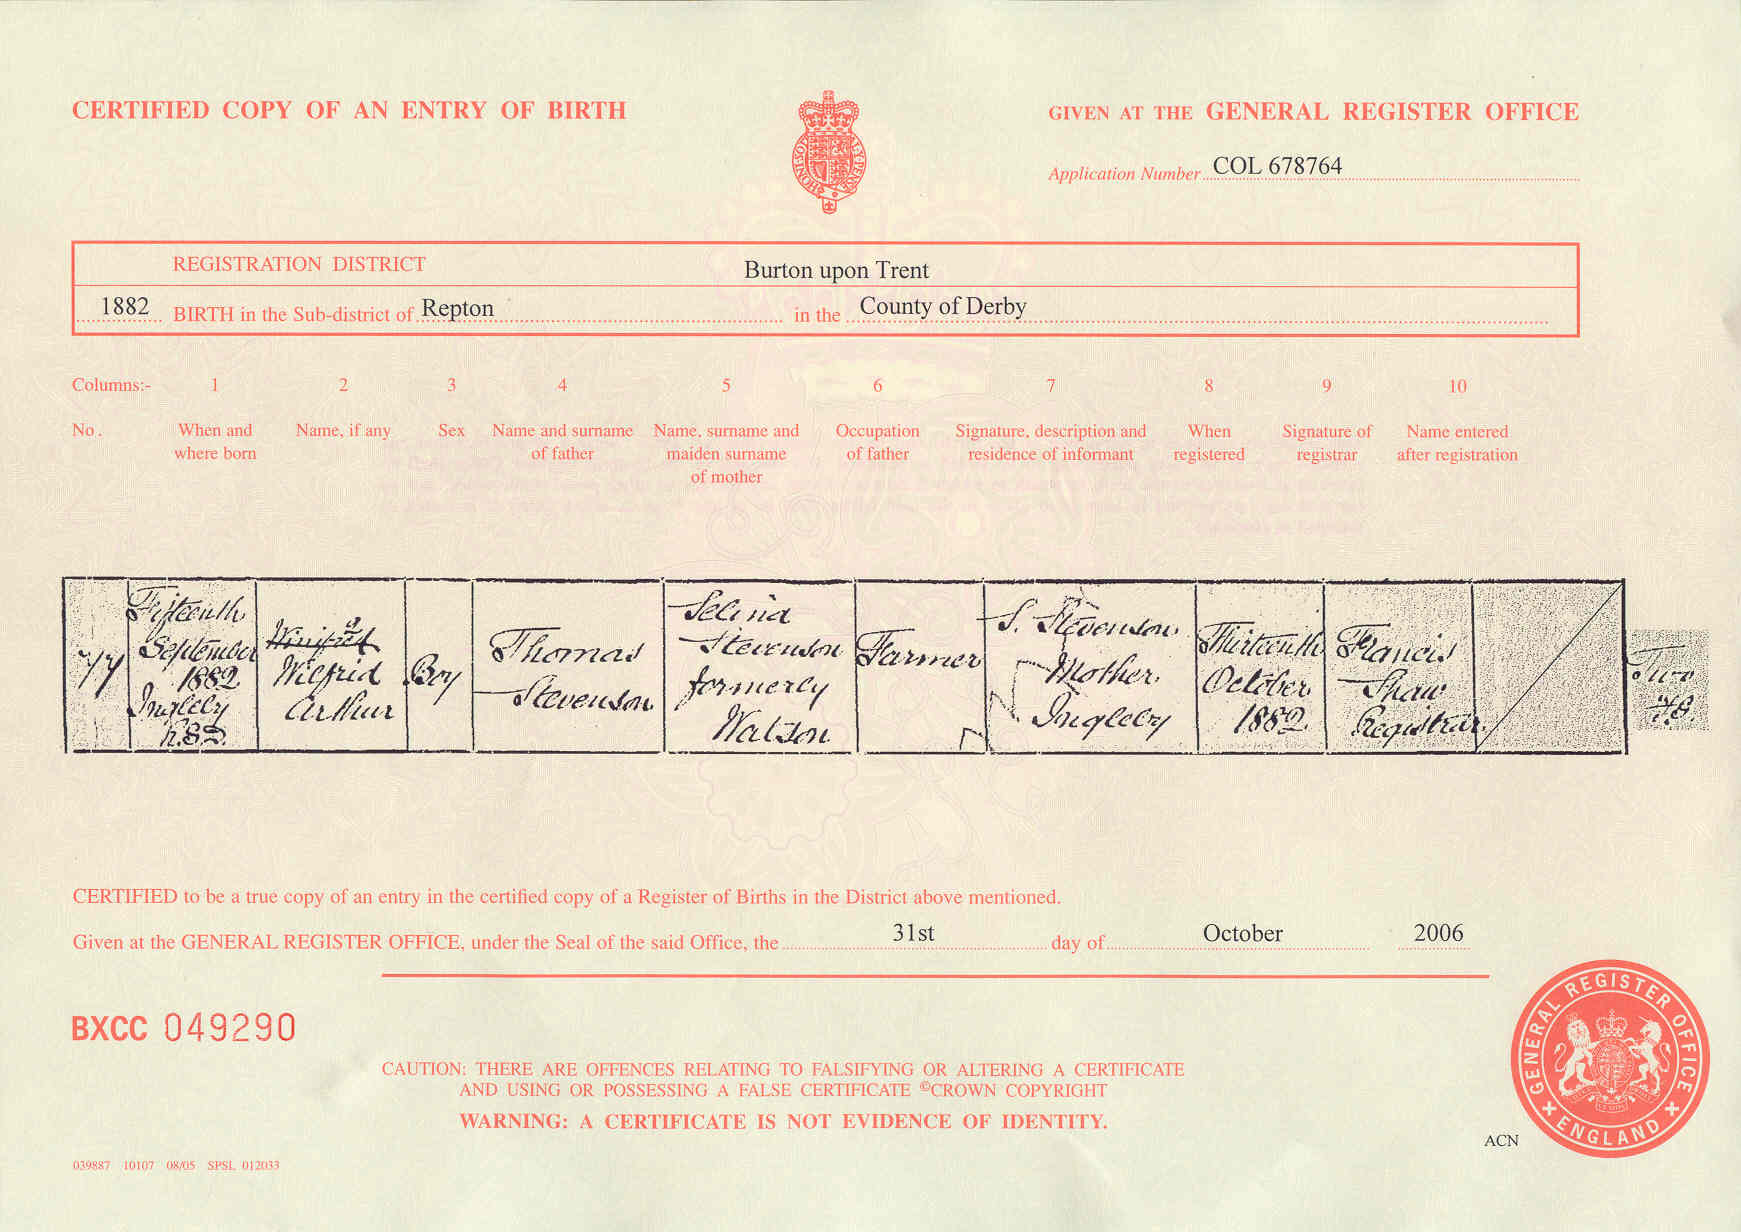 CERTIFIED COPY OF AN ENTRY OF BIRTH
GIVEN AT THE GENERAL REGISTER OFFICE
Application Number COL 678764
REGISTRATION DISTRICT Burton upon Trent
1882 BIRTH in the Sub-district of Repton in the County of Derby
Columns:- 1 2 3 4 5 6 7 8 9 10
No. When and where born
Name, if any
Sex
Name and surname of father
Name, surname and maiden surname of mother
Occupation of father
Signature, description and residence of informant
When registered
Signature of registrar
Name entered after registration
Fifteenth
September
1882
Ingleby
Winifred
Wilfrid
Arthur
Boy
Thomas
Stevenson
Selina
Stevenson
formerly
Watson
Farmer
S. Stevenson
Mother
Ingleby
Thirteenth
October
1882
Francis
Shaw
Registrar.
CERTIFIED to be a true copy of an entry in the certified copy of a Register of Births in the District above mentioned.
Given at the GENERAL REGISTER OFFICE, under the Seal of the said Office, the 31st day of October 2006
BXCC 049290
CAUTION: THERE ARE OFFENCES RELATING TO FALSIFYING OR ALTERING A CERTIFICATE
AND USING OR POSSESSING A FALSE CERTIFICATE ©CROWN COPYRIGHT
WARNING: A CERTIFICATE IS NOT EVIDENCE OF IDENTITY.
GENERAL REGISTER OFFICE
ENGLAND
ACN
039887 10107 08/05 SPSL 012033